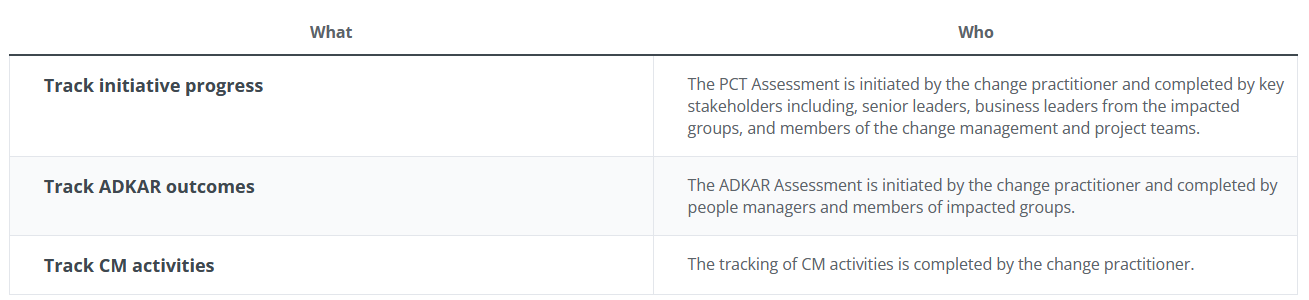 What
Who
Track initiative progress
The PCT Assessment is initiated by the change practitioner and completed by key
stakeholders including, senior leaders, business leaders from the impacted
groups, and members of the change management and project teams.
Track ADKAR outcomes
The ADKAR Assessment is initiated by the change practitioner and completed by
people managers and members of impacted groups.
Track CM activities
The tracking of CM activities is completed by the change practitioner.